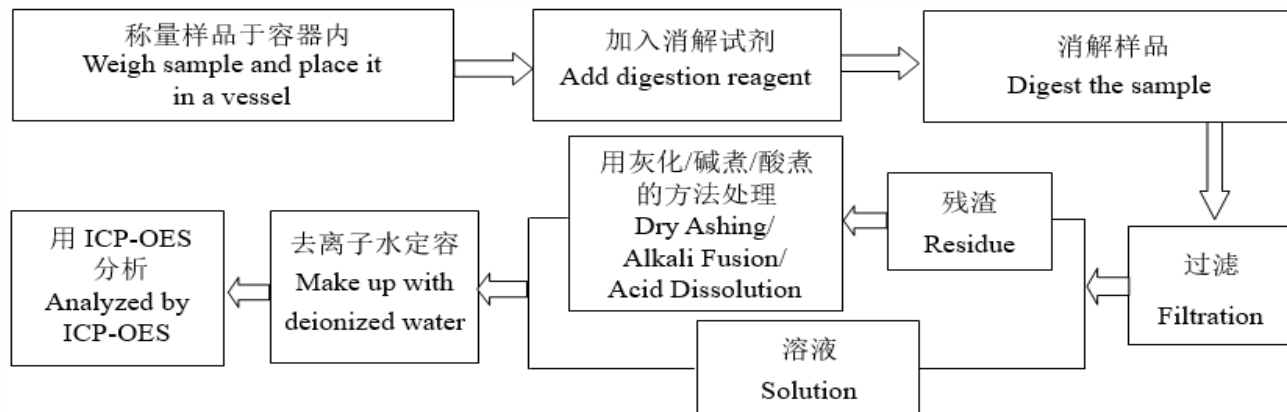 称量样品于容器内
Weigh sample and place it
in a vessel
加入消解试剂
Add digestion reagent
消解样品
Digest the sample
过滤
Filtration
残渣
Residue
用灰化/碱煮/酸煮
的方法处理
Dry Ashing/
Alkali Fusion/
Acid Dissolution
溶液
Solution
去离子水定容
Make up with
deionized water
用 ICP-OES
分析
Analyzed by
ICP-OES